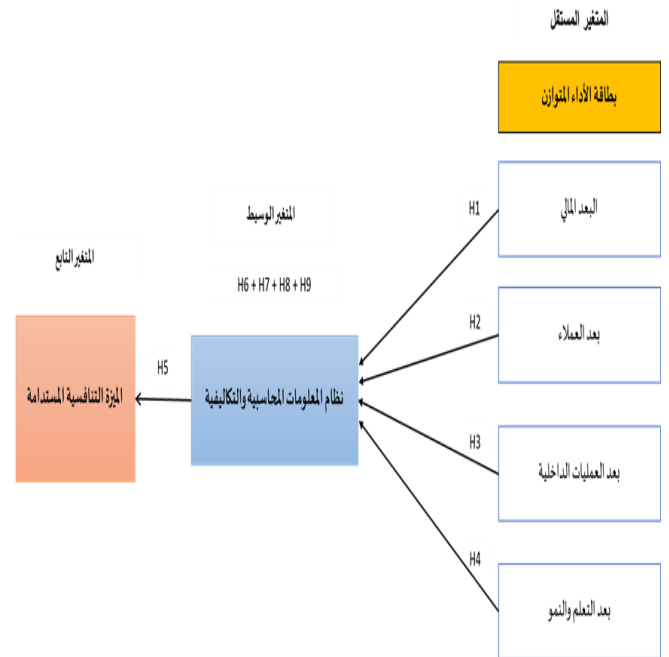 المتغير المستقل
بطاقة الأداء المتوازن
البعد المالي
H1
المتغير الوسيط
المتغير التابع
H6 + H7 + H8 + H9
بعد العملاء
H2
H5
نظام المعلومات المحاسبية والتكاليفية
الميزة التنافسية المستدامة
بعد العمليات الداخلية
H3
H4
بعد التعلم والنمو